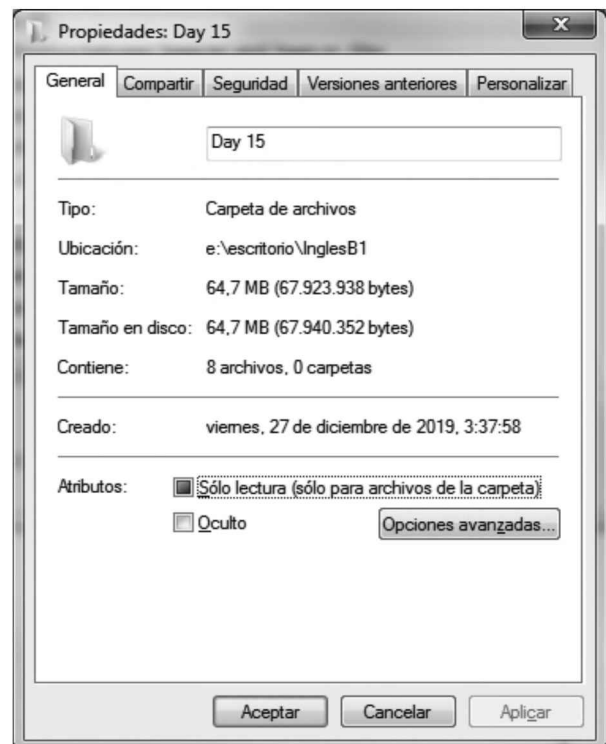 Propiedades: Day 15
General Compartir Seguridad Versiones anteriores Personalizar
Day 15
Tipo: Carpeta de archivos
Ubicación: e:\escritorio\InglesB1
Tamaño: 64,7 MB (67.923.938 bytes)
Tamaño en disco: 64,7 MB (67.940.352 bytes)
Contiene: 8 archivos, 0 carpetas
Creado: viernes, 27 de diciembre de 2019, 3:37:58
Atributos: Sólo lectura (sólo para archivos de la carpeta)
Oculto Opciones avanzadas...
Aceptar Cancelar Aplicar